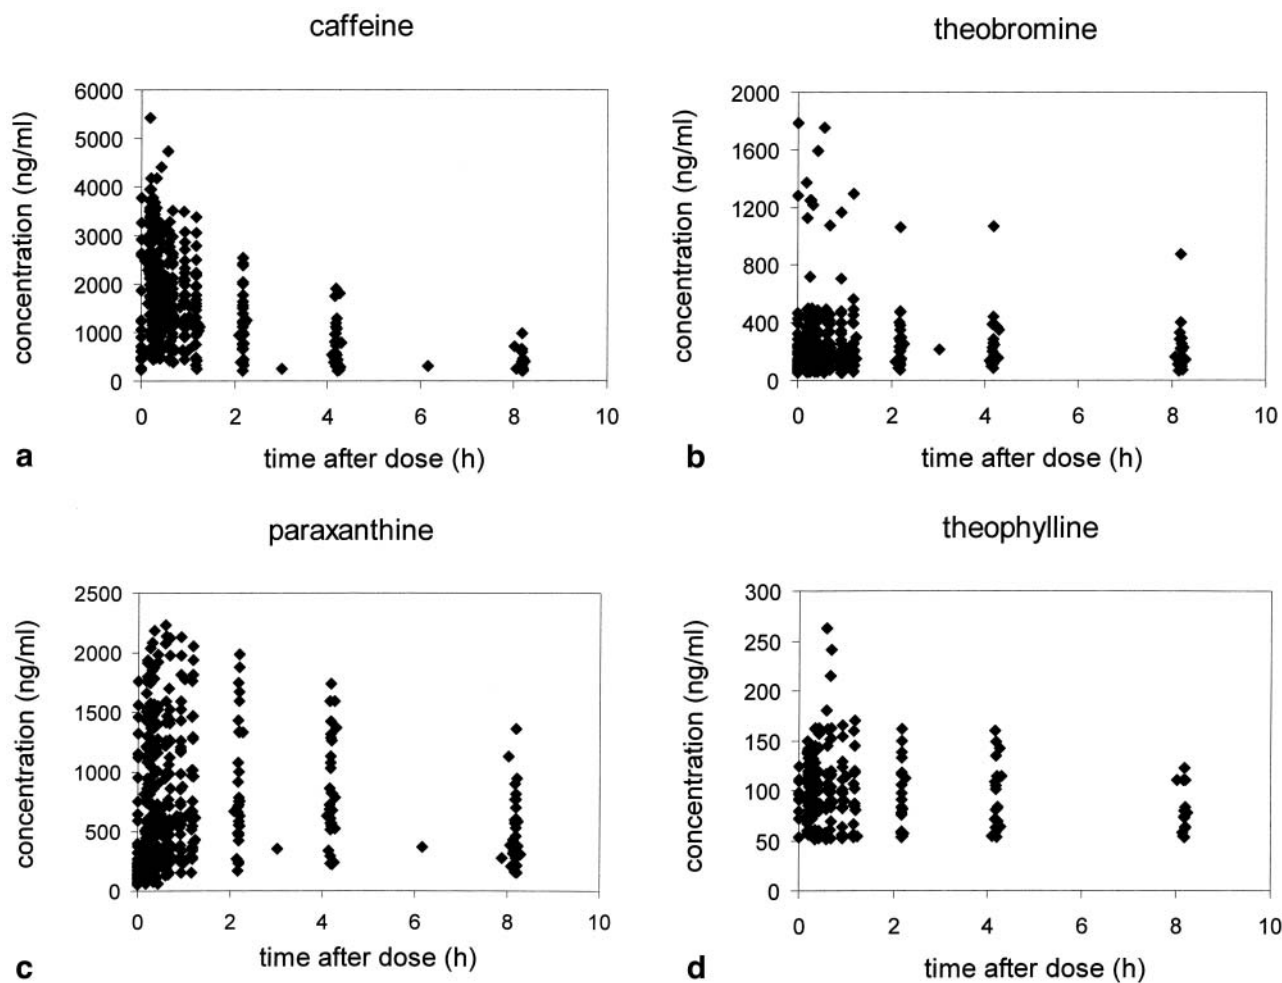 caffeine
concentration (ng/ml)
6000
5000
4000
3000
2000
1000
0
0 2 4 6 8 10
time after dose (h)
a
theobromine
concentration (ng/ml)
2000
1600
1200
800
400
0
0 2 4 6 8 10
time after dose (h)
b
paraxanthine
concentration (ng/ml)
2500
2000
1500
1000
500
0
0 2 4 6 8 10
time after dose (h)
c
theophylline
concentration (ng/ml)
300
250
200
150
100
50
0
0 2 4 6 8 10
time after dose (h)
d